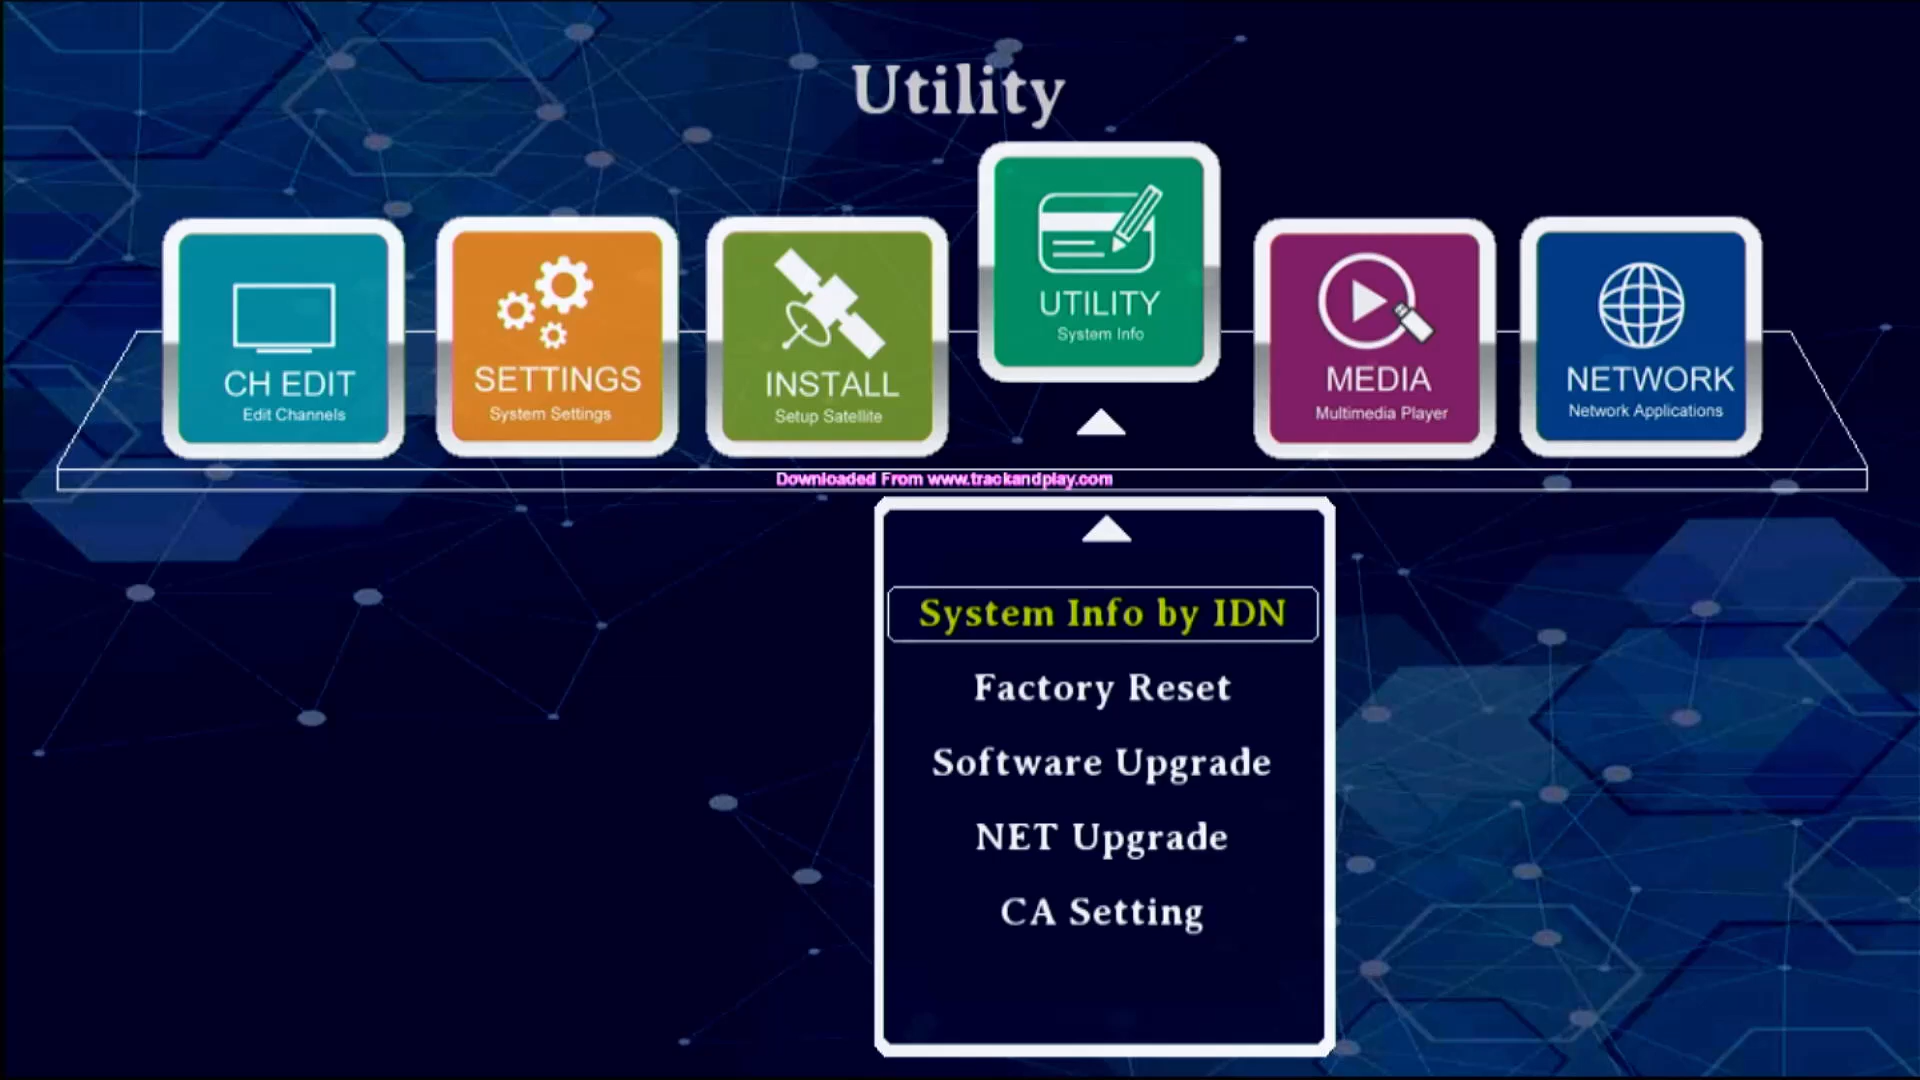 Utility
CH EDIT
Edit Channels
SETTINGS
System Settings
INSTALL
Setup Satellite
UTILITY
System Info
MEDIA
Multimedia Player
NETWORK
Network Applications
Downloaded From www.trackandplay.com
System Info by IDN
Factory Reset
Software Upgrade
NET Upgrade
CA Setting